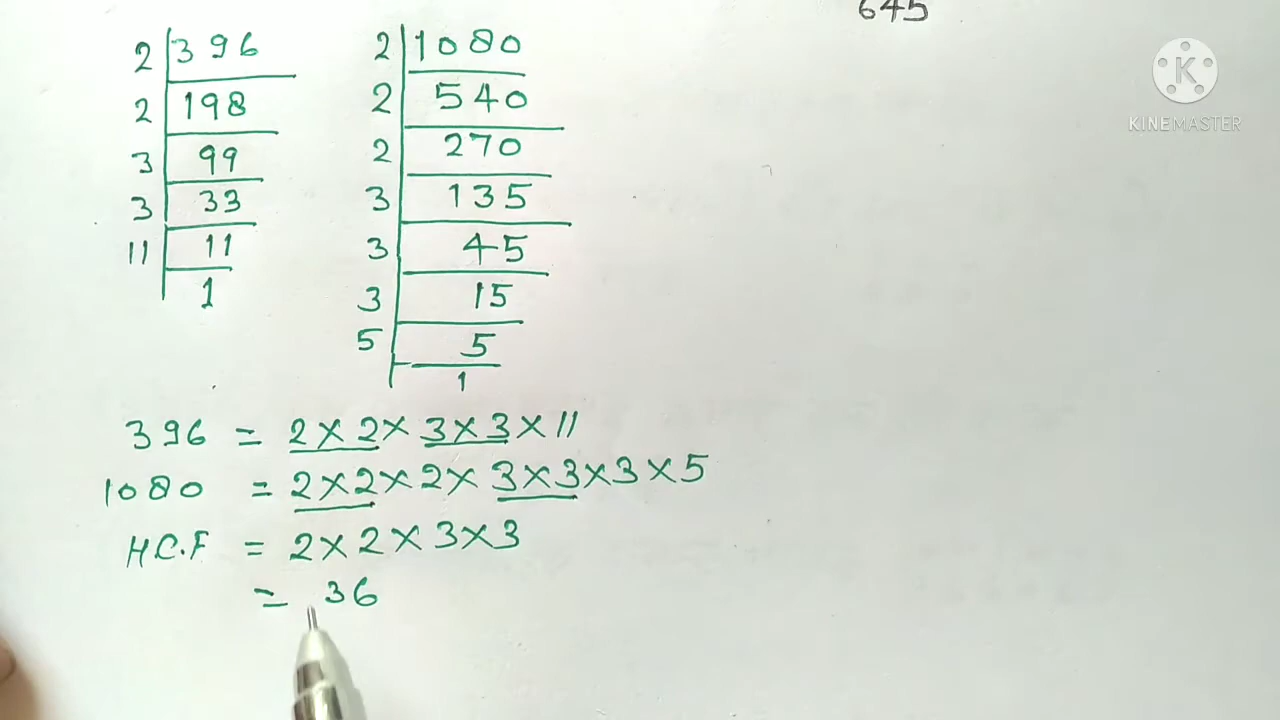 645
2 | 396
2 | 198
3 | 99
3 | 33
11 | 11
1
2 | 1080
2 | 540
2 | 270
3 | 135
3 | 45
3 | 15
5 | 5
1
396 = 2×2×3×3×11
1080 = 2×2×2×3×3×3×5
H.C.F = 2×2×3×3
= 36
K
KINEMASTER